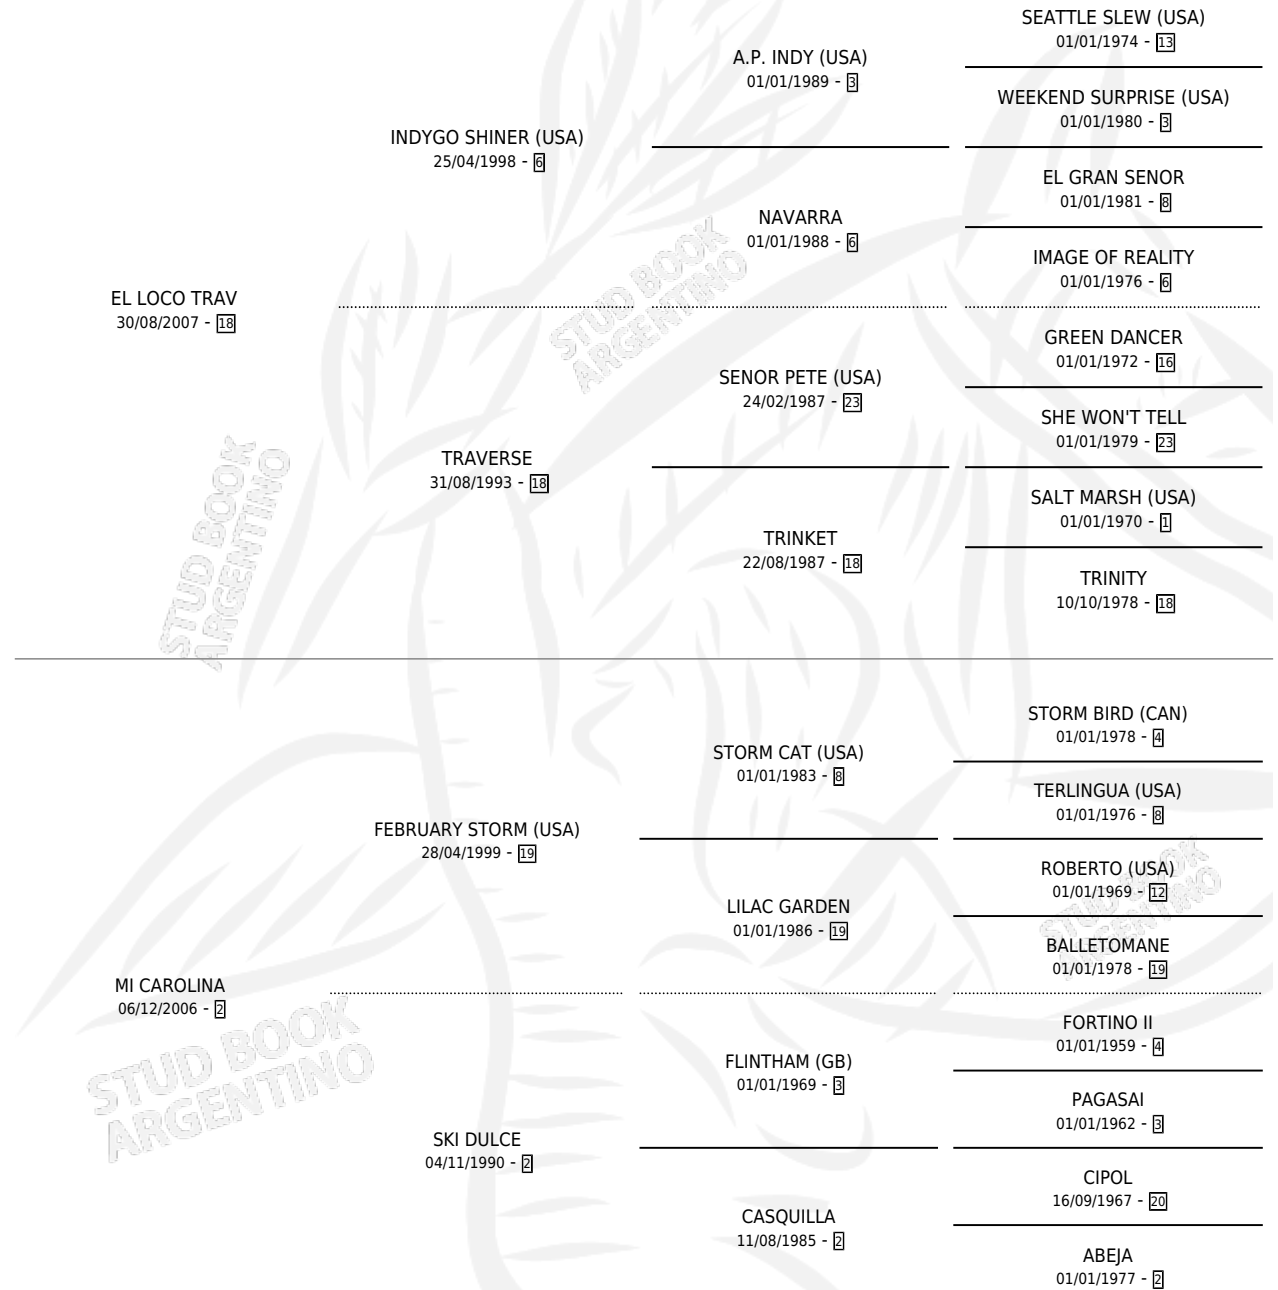 SEATTLE SLEW (USA)
01/01/1974 - 13
A.P. INDY (USA)
01/01/1989 - 3
WEEKEND SURPRISE (USA)
01/01/1980 - 3
INDYGO SHINER (USA)
25/04/1998 - 6
EL GRAN SENOR
01/01/1981 - 8
NAVARRA
01/01/1988 - 6
IMAGE OF REALITY
01/01/1976 - 6
EL LOCO TRAV
30/08/2007 - 18
GREEN DANCER
01/01/1972 - 16
SENOR PETE (USA)
24/02/1987 - 23
SHE WON'T TELL
01/01/1979 - 23
TRAVERSE
31/08/1993 - 18
SALT MARSH (USA)
01/01/1970 - 1
TRINKET
22/08/1987 - 18
TRINITY
10/10/1978 - 18
STORM BIRD (CAN)
01/01/1978 - 4
STORM CAT (USA)
01/01/1983 - 8
TERLINGUA (USA)
01/01/1976 - 8
FEBRUARY STORM (USA)
28/04/1999 - 19
ROBERTO (USA)
01/01/1969 - 12
LILAC GARDEN
01/01/1986 - 19
BALLETOMANE
01/01/1978 - 19
MI CAROLINA
06/12/2006 - 2
FORTINO II
01/01/1959 - 4
FLINTHAM (GB)
01/01/1969 - 3
PAGASAI
01/01/1962 - 3
SKI DULCE
04/11/1990 - 2
CIPOL
16/09/1967 - 20
CASQUILLA
11/08/1985 - 2
ABEJA
01/01/1977 - 2
STUD BOOK
ARGENTINO
STUD BOOK
ARGENTINO
STUD BOOK
ARGENTINO
STUD BOOK
ARGENTINO